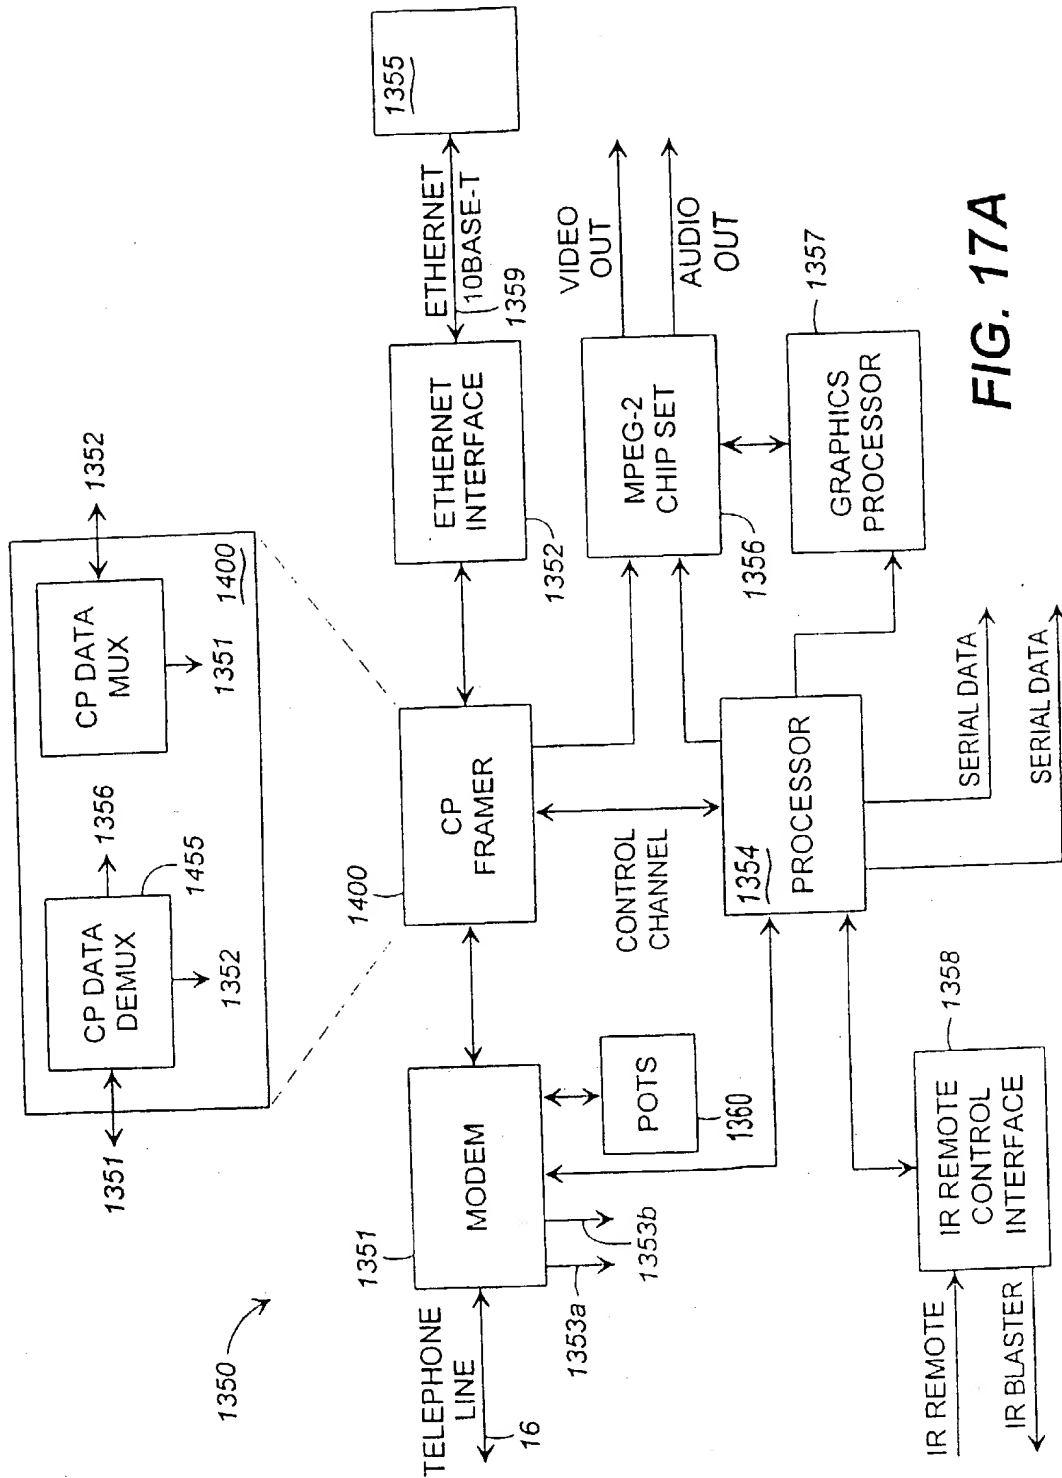 1350
1351
CP DATA
DEMUX
1352
1356
1455
CP DATA
MUX
1351
1352
1400
TELEPHONE
LINE
16
1351
MODEM
1353a
1353b
POTS
1360
1400
CP
FRAMER
CONTROL
CHANNEL
1354
PROCESSOR
ETHERNET
INTERFACE
1352
ETHERNET
10BASE-T
1359
1355
MPEG-2
CHIP SET
1356
VIDEO
OUT
AUDIO
OUT
GRAPHICS
PROCESSOR
1357
SERIAL DATA
SERIAL DATA
IR REMOTE
CONTROL
INTERFACE
1358
IR REMOTE
IR BLASTER
FIG. 17A